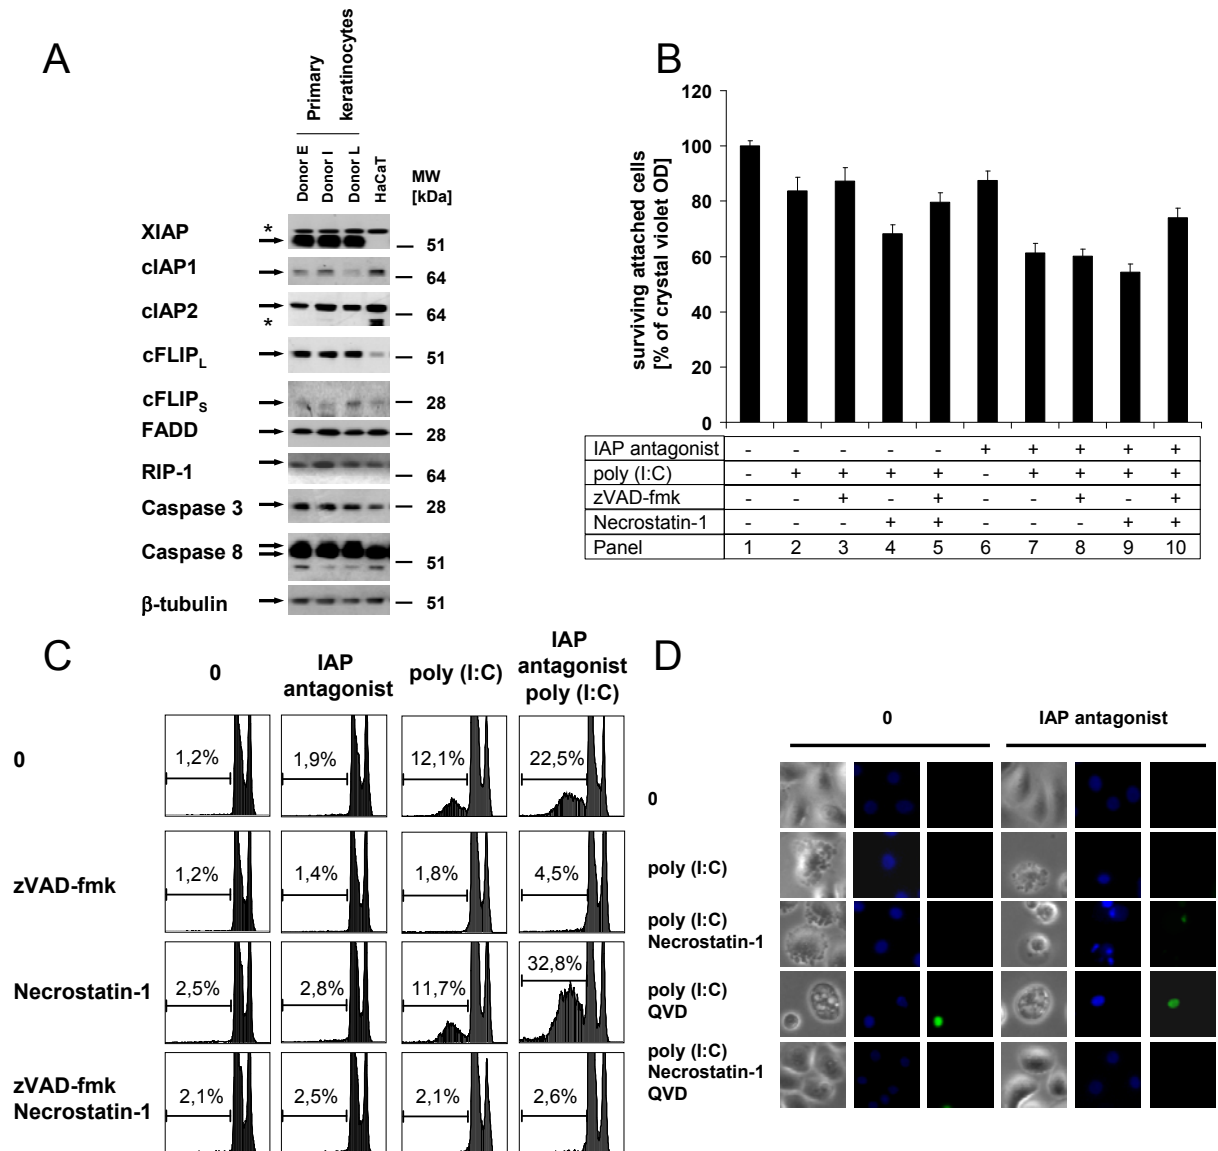 A
Primary
keratinocytes
Donor E
Donor I
Donor L
HaCaT
MW
[kDa]
XIAP
*
51
cIAP1
64
cIAP2
*
64
cFLIPL
51
cFLIPS
28
FADD
28
RIP-1
64
Caspase 3
28
Caspase 8
51
β-tubulin
51
B
surviving attached cells
[% of crystal violet OD]
120
100
80
60
40
20
0
IAP antagonist - - - - - + + + + +
poly (I:C) - + + + + - + + + +
zVAD-fmk - - + - + - - + - +
Necrostatin-1 - - - + + - - - + +
Panel 1 2 3 4 5 6 7 8 9 10
C
0
IAP
antagonist
poly (I:C)
IAP
antagonist
poly (I:C)
0
1,2% 1,9% 12,1% 22,5%
zVAD-fmk
1,2% 1,4% 1,8% 4,5%
Necrostatin-1
2,5% 2,8% 11,7% 32,8%
zVAD-fmk
Necrostatin-1
2,1% 2,5% 2,1% 2,6%
D
0 IAP antagonist
0
poly (I:C)
poly (I:C)
Necrostatin-1
poly (I:C)
QVD
poly (I:C)
Necrostatin-1
QVD